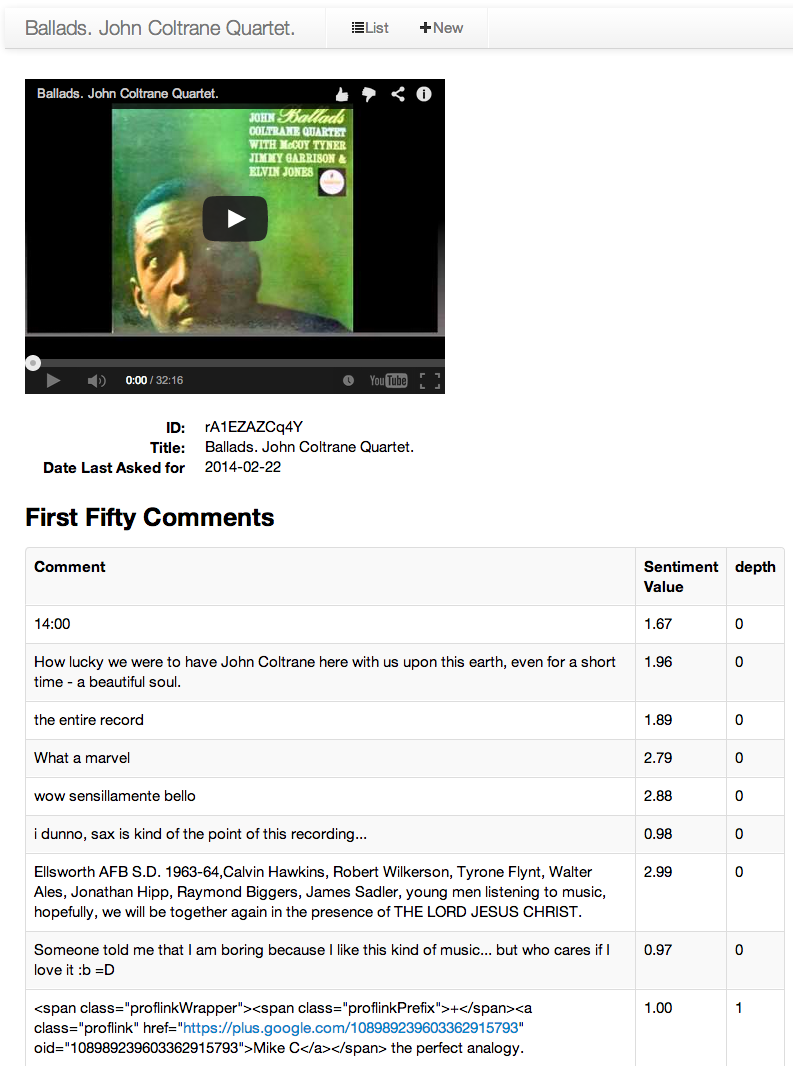 Ballads. John Coltrane Quartet.
List
New
Ballads. John Coltrane Quartet.
JOHN Ballads
COLTRANE QUARTET
WITH McCOY TYNER
JIMMY GARRISON &
ELVIN JONES
0:00 / 32:16
YouTube
ID: rA1EZAZCq4Y
Title: Ballads. John Coltrane Quartet.
Date Last Asked for 2014-02-22
First Fifty Comments
Comment Sentiment Value depth
14:00 1.67 0
How lucky we were to have John Coltrane here with us upon this earth, even for a short 1.96 0
time - a beautiful soul.
the entire record 1.89 0
What a marvel 2.79 0
wow sensillamente bello 2.88 0
i dunno, sax is kind of the point of this recording... 0.98 0
Ellsworth AFB S.D. 1963-64,Calvin Hawkins, Robert Wilkerson, Tyrone Flynt, Walter 2.99 0
Ales, Jonathan Hipp, Raymond Biggers, James Sadler, young men listening to music,
hopefully, we will be together again in the presence of THE LORD JESUS CHRIST.
Someone told me that I am boring because I like this kind of music... but who cares if I 0.97 0
love it :b =D
<span class="proflinkWrapper"><span class="proflinkPrefix">+</span><a 1.00 1
class="proflink" href="https://plus.google.com/108989239603362915793"
oid="108989239603362915793">Mike C</a></span> the perfect analogy.